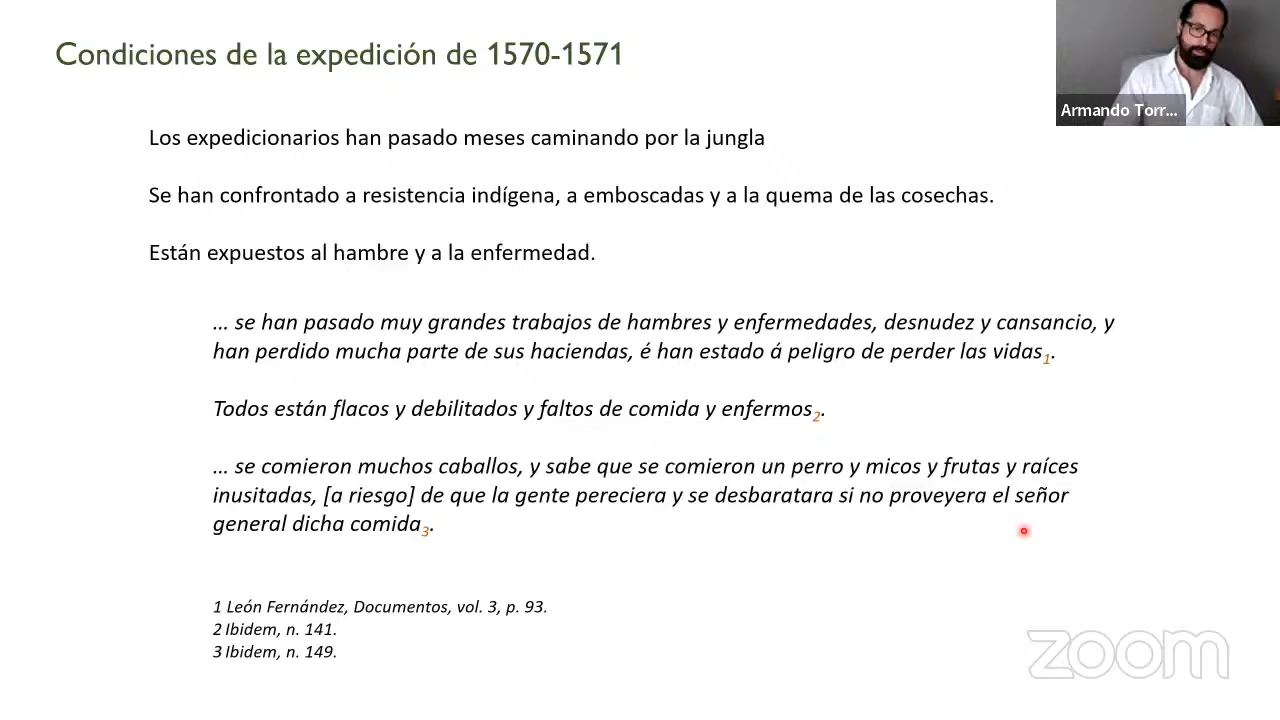 Condiciones de la expedición de 1570-1571
Armando Torr...
Los expedicionarios han pasado meses caminando por la jungla
Se han confrontado a resistencia indígena, a emboscadas y a la quema de las cosechas.
Están expuestos al hambre y a la enfermedad.
... se han pasado muy grandes trabajos de hambres y enfermedades, desnudez y cansancio, y
han perdido mucha parte de sus haciendas, é han estado á peligro de perder las vidas1.
Todos están flacos y debilitados y faltos de comida y enfermos2.
... se comieron muchos caballos, y sabe que se comieron un perro y micos y frutas y raíces
inusitadas, [a riesgo] de que la gente pereciera y se desbaratara si no proveyera el señor
general dicha comida3.
1 León Fernández, Documentos, vol. 3, p. 93.
2 Ibidem, n. 141.
3 Ibidem, n. 149.
zoom